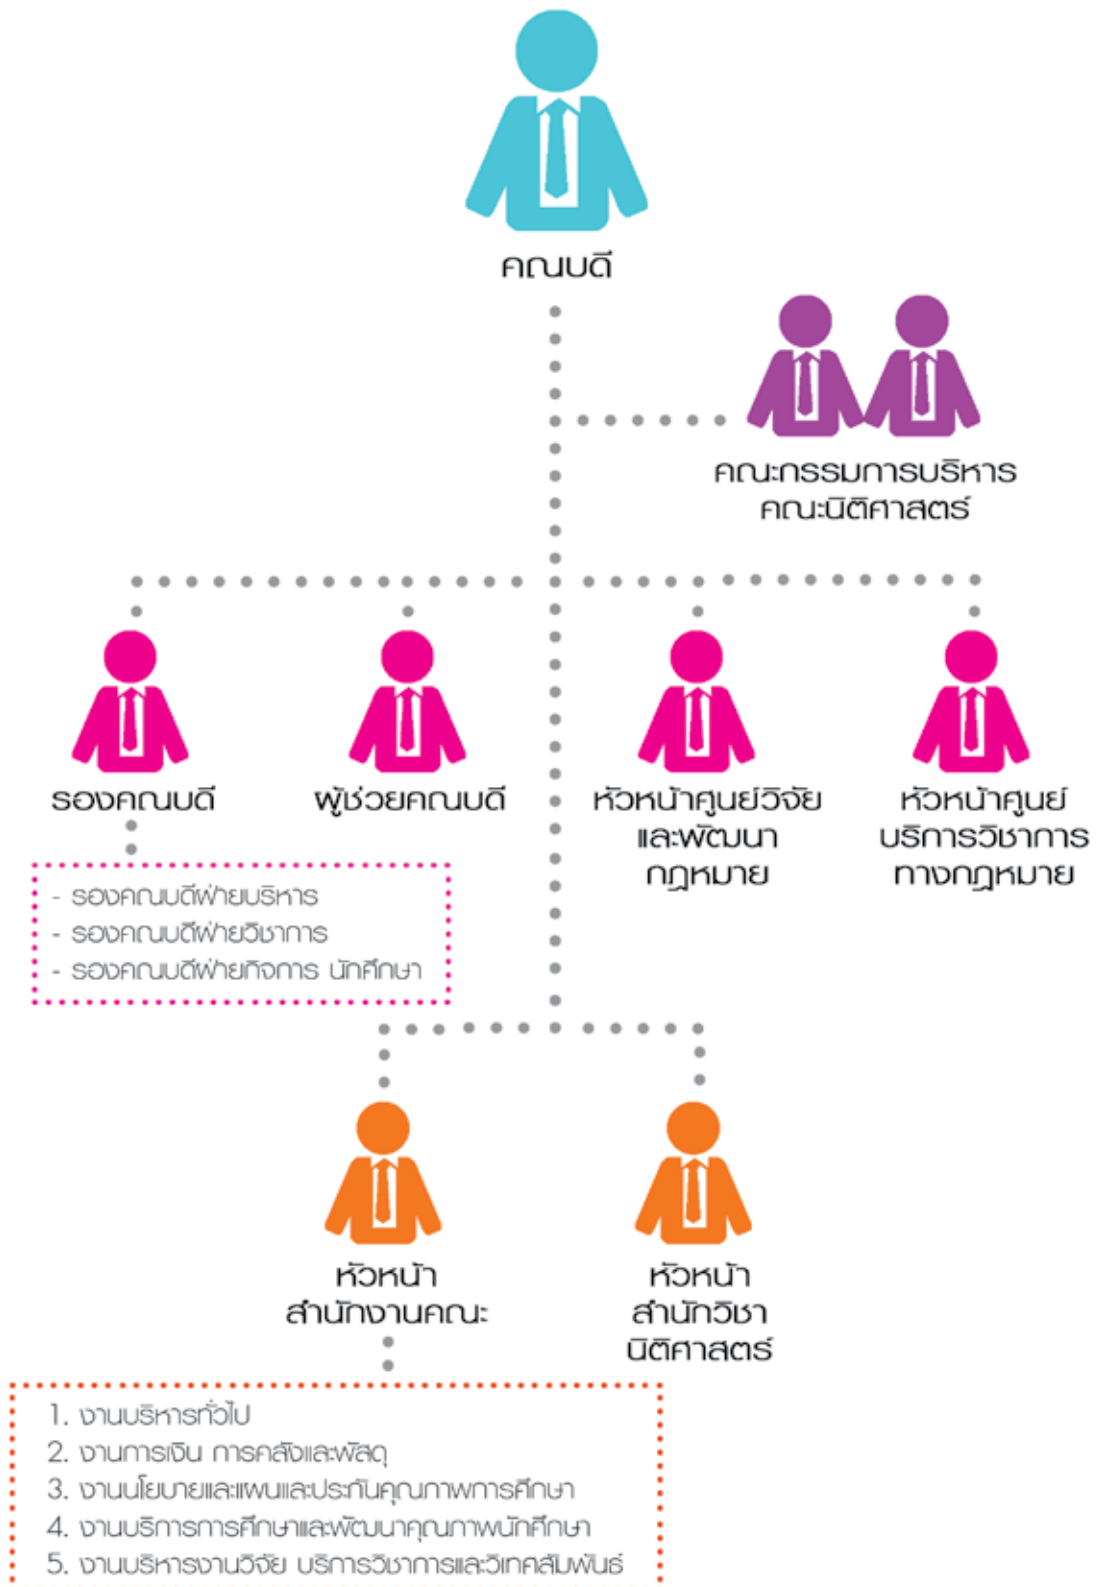 คณบดี
คณะกรรมการบริหาร
คณะนิติศาสตร์
รองคณบดี
ผู้ช่วยคณบดี
หัวหน้าศูนย์วิจัย
และพัฒนา
กฎหมาย
หัวหน้าศูนย์
บริการวิชาการ
ทางกฎหมาย
- รองคณบดีฝ่ายบริหาร
- รองคณบดีฝ่ายวิชาการ
- รองคณบดีฝ่ายกิจการ นักศึกษา
หัวหน้า
สำนักงานคณะ
หัวหน้า
สำนักวิชา
นิติศาสตร์
1. งานบริหารทั่วไป
2. งานการเงิน การคลังและพัสดุ
3. งานนโยบายและแผนและประกันคุณภาพการศึกษา
4. งานบริการการศึกษาและพัฒนาคุณภาพนักศึกษา
5. งานบริหารงานวิจัย บริการวิชาการและวิเทศสัมพันธ์